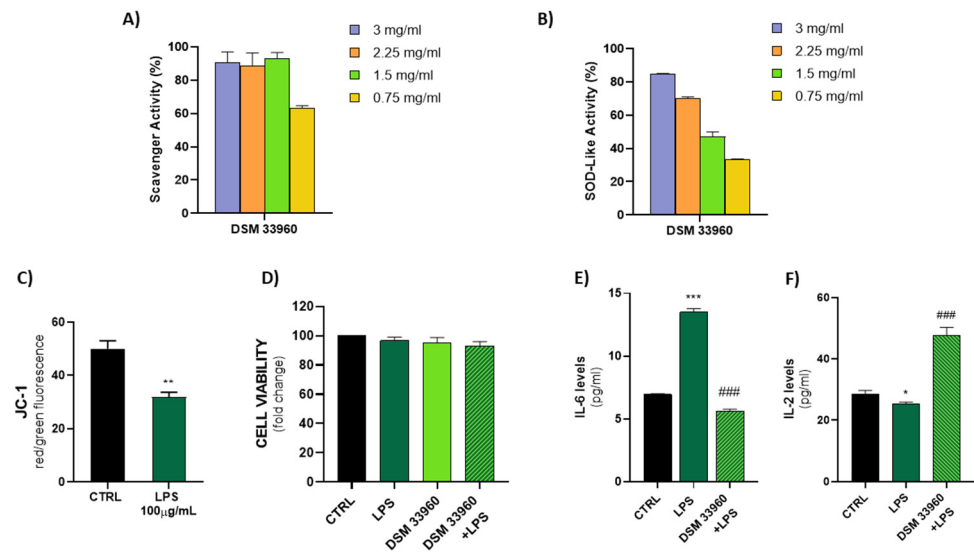 A)
Scavenger Activity (%)
100
80
60
40
20
0
DSM 33960
3 mg/ml
2.25 mg/ml
1.5 mg/ml
0.75 mg/ml
B)
SOD-Like Activity (%)
100
80
60
40
20
0
DSM 33960
3 mg/ml
2.25 mg/ml
1.5 mg/ml
0.75 mg/ml
C)
JC-1
red/green fluorescence
60
40
20
0
**
CTRL
LPS
100µg/mL
D)
CELL VIABILITY
(fold change)
120
100
80
60
40
20
0
CTRL
LPS
DSM 33960
DSM 33960
+LPS
E)
IL-6 levels
(pg/ml)
15
10
5
0
***
###
CTRL
LPS
DSM 33960
+LPS
F)
IL-2 levels
(pg/ml)
60
40
20
0
*
###
CTRL
LPS
DSM 33960
+LPS